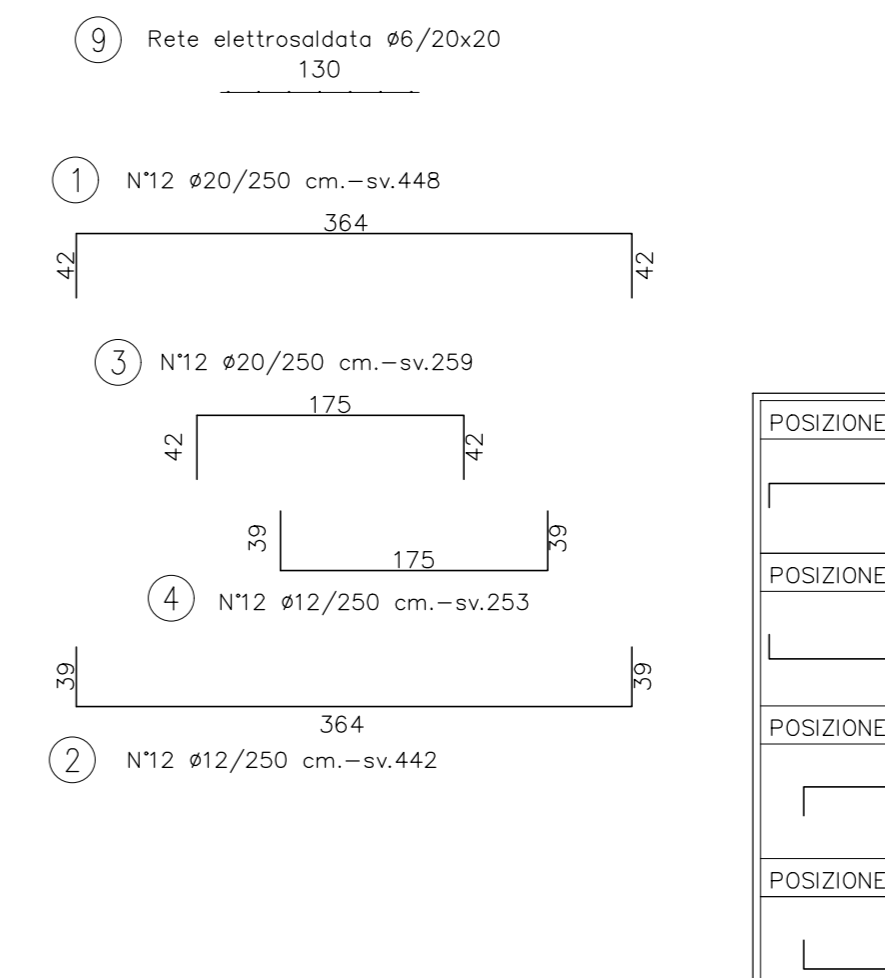 9 Rete elettrosaldata ø6/20x20
130
1 N°12 ø20/250 cm.-sv.448
364
42
42
3 N°12 ø20/250 cm.-sv.259
175
42
42
39
39
175
4 N°12 ø12/250 cm.-sv.253
39
39
364
2 N°12 ø12/250 cm.-sv.442
POSIZIONE
POSIZIONE
POSIZIONE
POSIZIONE